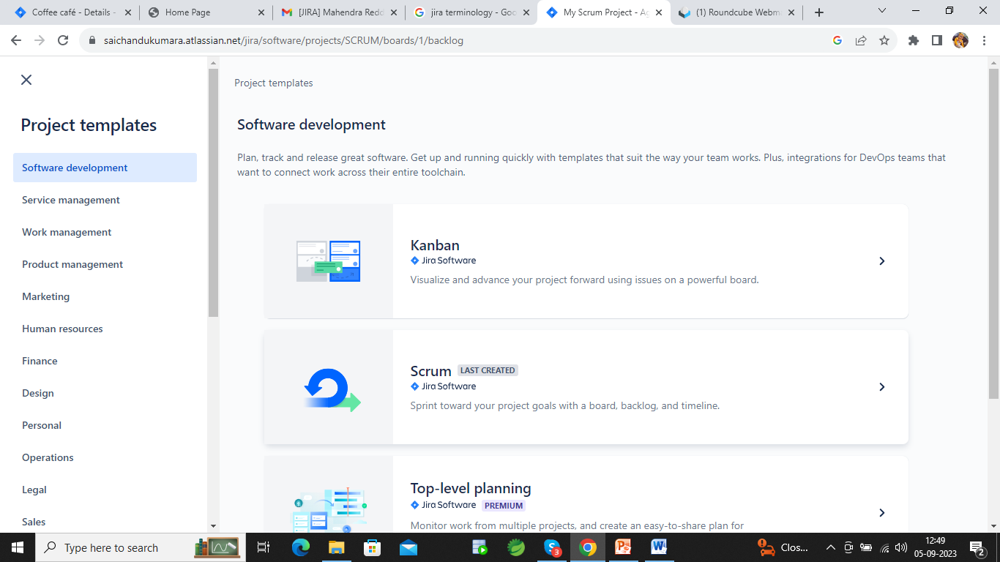 Coffee café - Details -
Home Page
[JIRA] Mahendra Redd
jira terminology - Goo
My Scrum Project - Ag
(1) Roundcube Webma
saichandukumara.atlassian.net/jira/software/projects/SCRUM/boards/1/backlog
Project templates
Software development
Service management
Work management
Product management
Marketing
Human resources
Finance
Design
Personal
Operations
Legal
Sales
Project templates
Software development
Plan, track and release great software. Get up and running quickly with templates that suit the way your team works. Plus, integrations for DevOps teams that
want to connect work across their entire toolchain.
Kanban
Jira Software
Visualize and advance your project forward using issues on a powerful board.
Scrum LAST CREATED
Jira Software
Sprint toward your project goals with a board, backlog, and timeline.
Top-level planning
Jira Software PREMIUM
Monitor work from multiple projects, and create an easy-to-share plan for
Type here to search
3
Clos...
12:49
05-09-2023
2